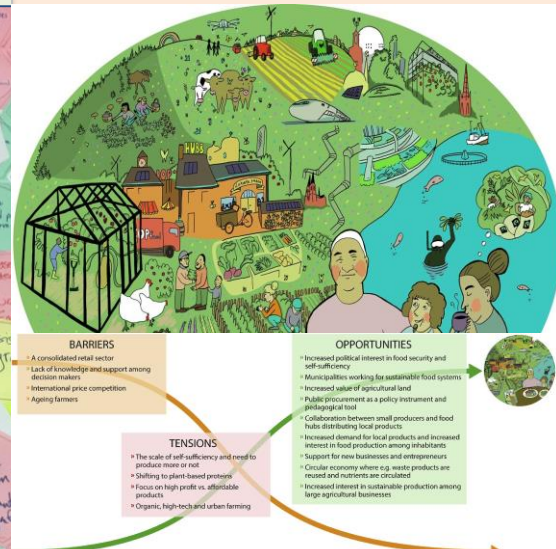 HUBB
BARRIERS
» A consolidated retail sector
» Lack of knowledge and support among
decision makers
» International price competition
» Ageing farmers
TENSIONS
» The scale of self-sufficiency and need to
produce more or not
» Shifting to plant-based proteins
» Focus on high profit vs. affordable
products
» Organic, high-tech and urban farming
OPPORTUNITIES
» Increased political interest in food security and
self-sufficiency
» Municipalities working for sustainable food systems
» Increased value of agricultural land
» Public procurement as a policy instrument and
pedagogical tool
» Collaboration between small producers and food
hubs distributing local products
» Increased demand for local products and increased
interest in food production among inhabitants
» Support for new businesses and entrepreneurs
» Circular economy where e.g. waste products are
reused and nutrients are circulated
» Increased interest in sustainable production among
large agricultural businesses